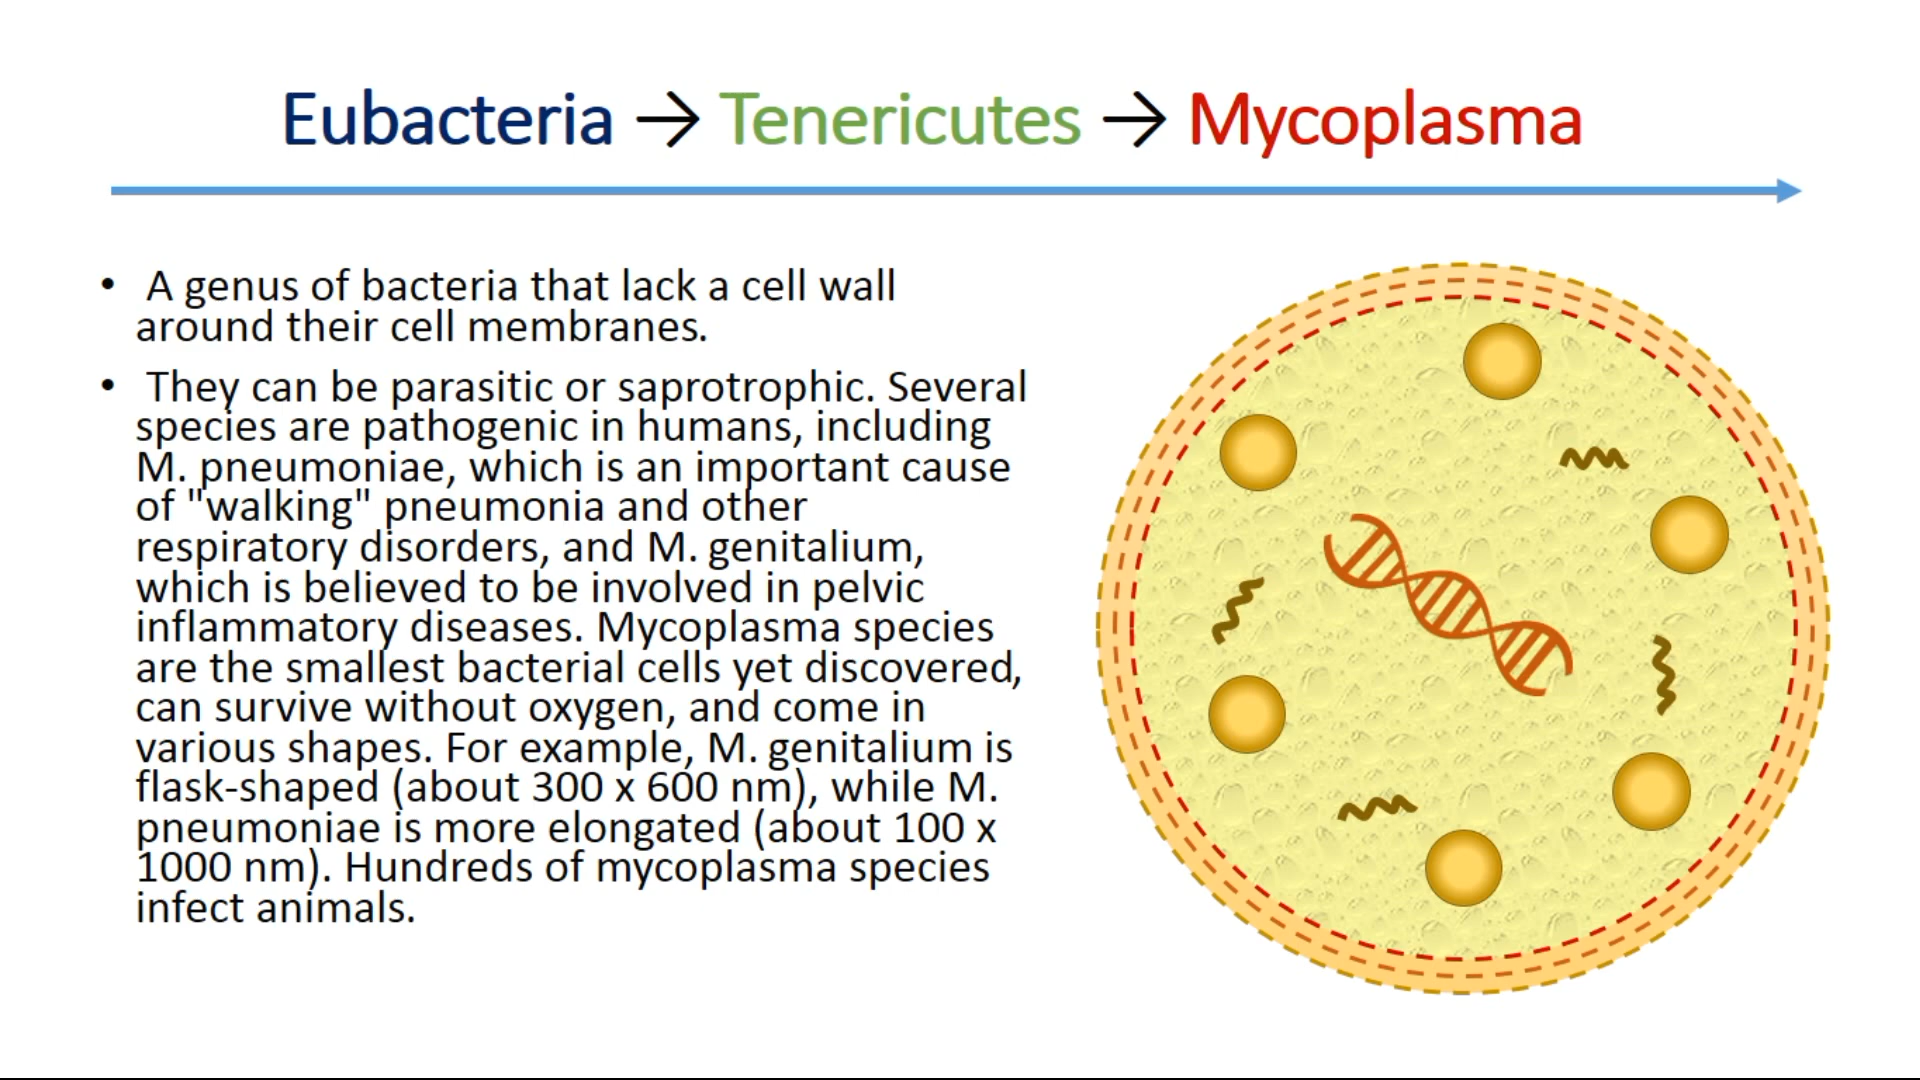 Eubacteria → Tenericutes → Mycoplasma
• A genus of bacteria that lack a cell wall
around their cell membranes.
• They can be parasitic or saprotrophic. Several
species are pathogenic in humans, including
M. pneumoniae, which is an important cause
of "walking" pneumonia and other
respiratory disorders, and M. genitalium,
which is believed to be involved in pelvic
inflammatory diseases. Mycoplasma species
are the smallest bacterial cells yet discovered,
can survive without oxygen, and come in
various shapes. For example, M. genitalium is
flask-shaped (about 300 x 600 nm), while M.
pneumoniae is more elongated (about 100 x
1000 nm). Hundreds of mycoplasma species
infect animals.